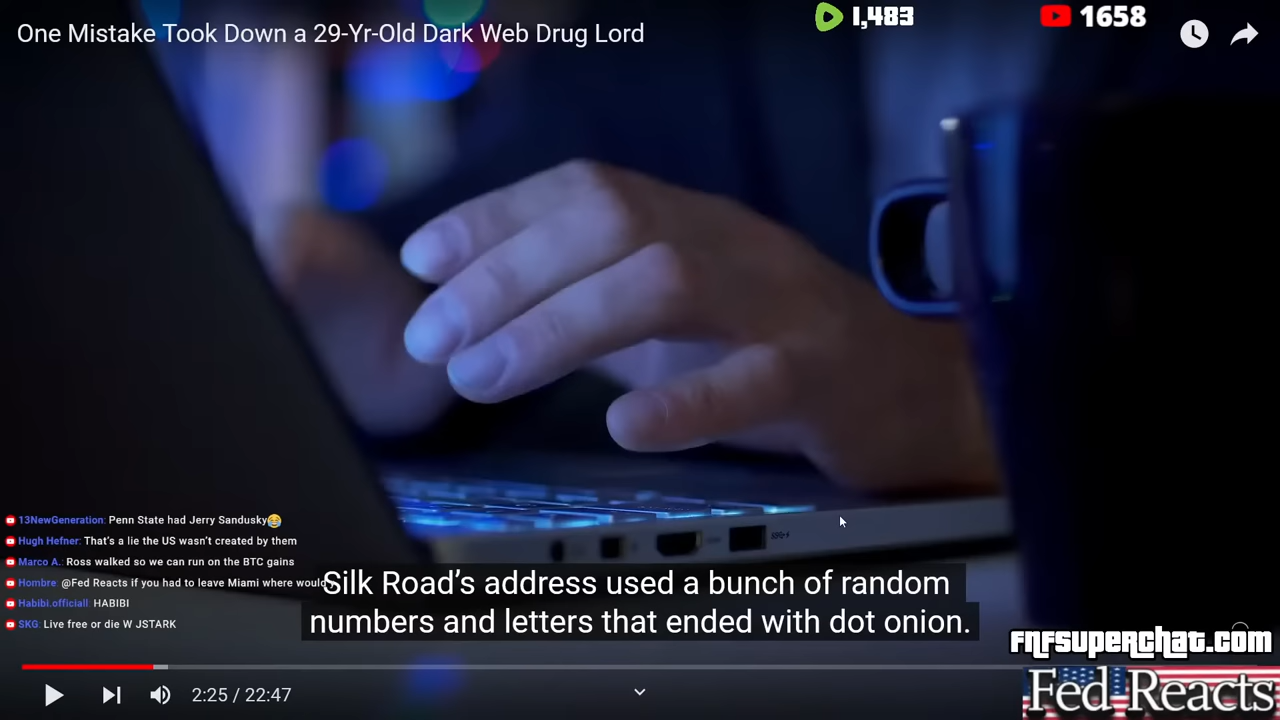 One Mistake Took Down a 29-Yr-Old Dark Web Drug Lord
1,483
1658
13NewGeneration: Penn State had Jerry Sandusky😂
Hugh Hefner: That's a lie the US wasn't created by them
Marco A.: Ross walked so we can run on the BTC gains
Hombre: @Fed Reacts if you had to leave Miami where would
Habibi.officiall HABIBI
SKG: Live free or die W JSTARK
Silk Road's address used a bunch of random
numbers and letters that ended with dot onion.
FNFSUPERCHAT.COM
2:25 / 22:47
Fed-Reacts